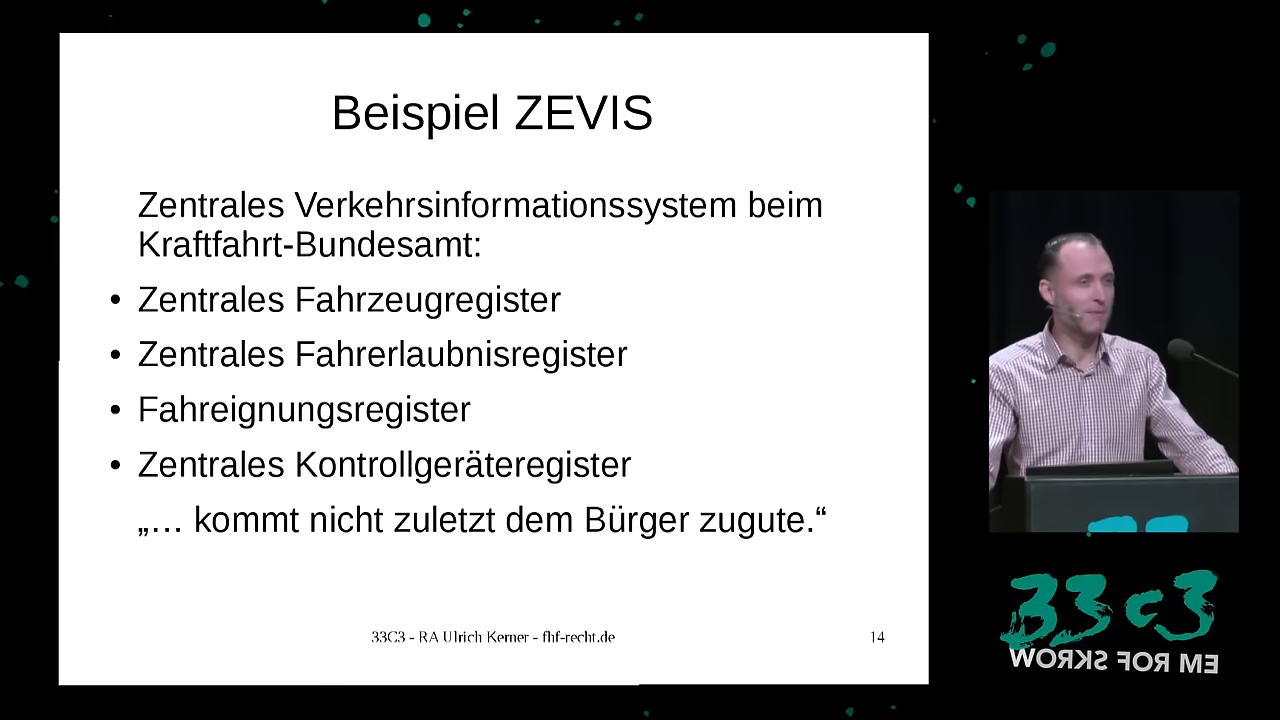 Beispiel ZEVIS
Zentrales Verkehrsinformationssystem beim
Kraftfahrt-Bundesamt:
• Zentrales Fahrzeugregister
• Zentrales Fahrerlaubnisregister
• Fahreignungsregister
• Zentrales Kontrollgeräteregister
„… kommt nicht zuletzt dem Bürger zugute.“
33C3 - RA Ulrich Kerner - fhf-recht.de
14
33c3
WORKS FOR ME